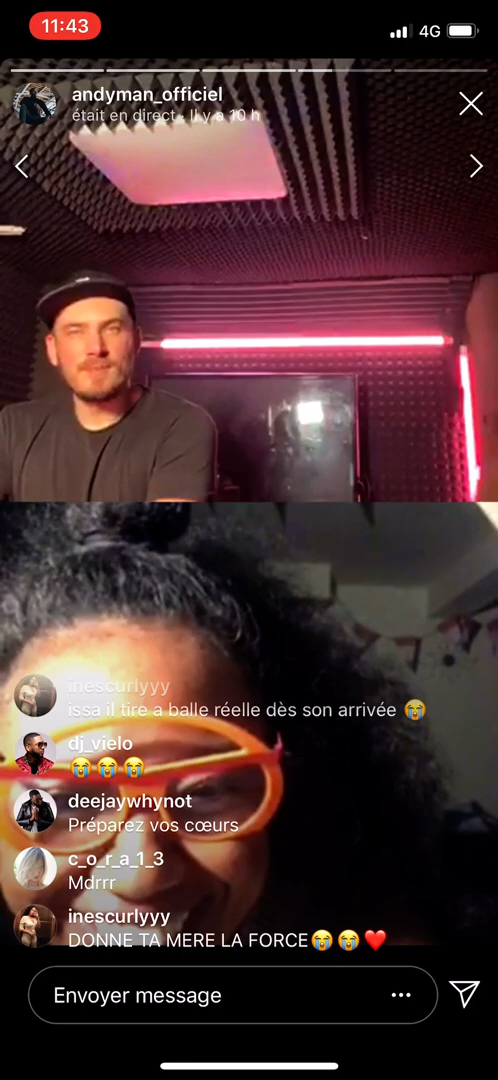 11:43
4G
andyman_officiel
était en direct · Il y a 10 h
inescurlyyy
issa il tire a balle réelle dès son arrivée 😭
dj_vielo
😭😭😭
deejaywhynot
Préparez vos cœurs
c_o_r_a_1_3
Mdrrr
inescurlyyy
DONNE TA MERE LA FORCE😭😭❤️
Envoyer message